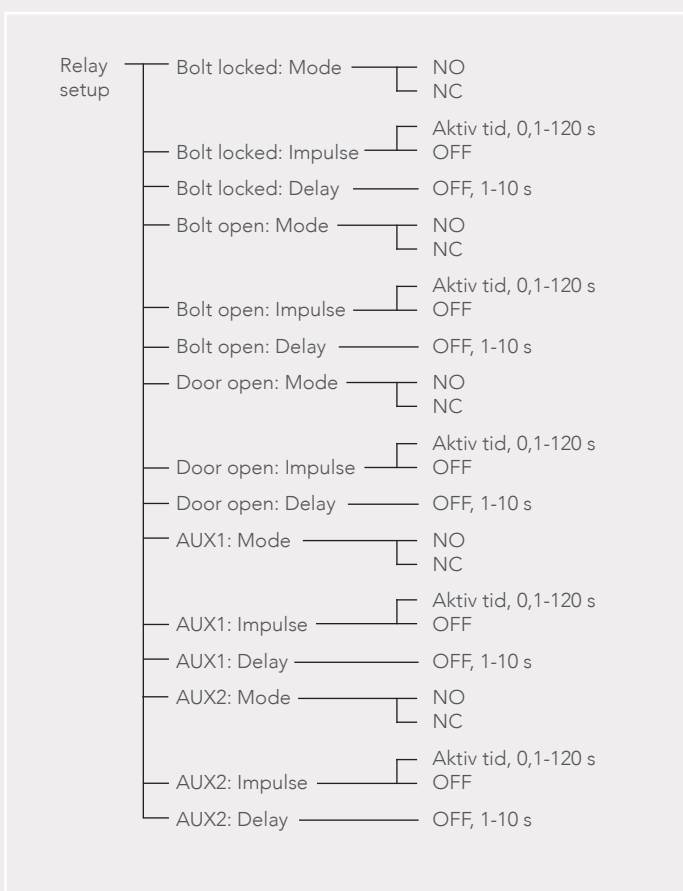 Relay Bolt locked: Mode NO
setup NC
Aktiv tid, 0,1-120 s
Bolt locked: Impulse OFF
Bolt locked: Delay OFF, 1-10 s
Bolt open: Mode NO
NC
Aktiv tid, 0,1-120 s
Bolt open: Impulse OFF
Bolt open: Delay OFF, 1-10 s
Door open: Mode NO
NC
Aktiv tid, 0,1-120 s
Door open: Impulse OFF
Door open: Delay OFF, 1-10 s
AUX1: Mode NO
NC
Aktiv tid, 0,1-120 s
AUX1: Impulse OFF
AUX1: Delay OFF, 1-10 s
AUX2: Mode NO
NC
Aktiv tid, 0,1-120 s
AUX2: Impulse OFF
AUX2: Delay OFF, 1-10 s